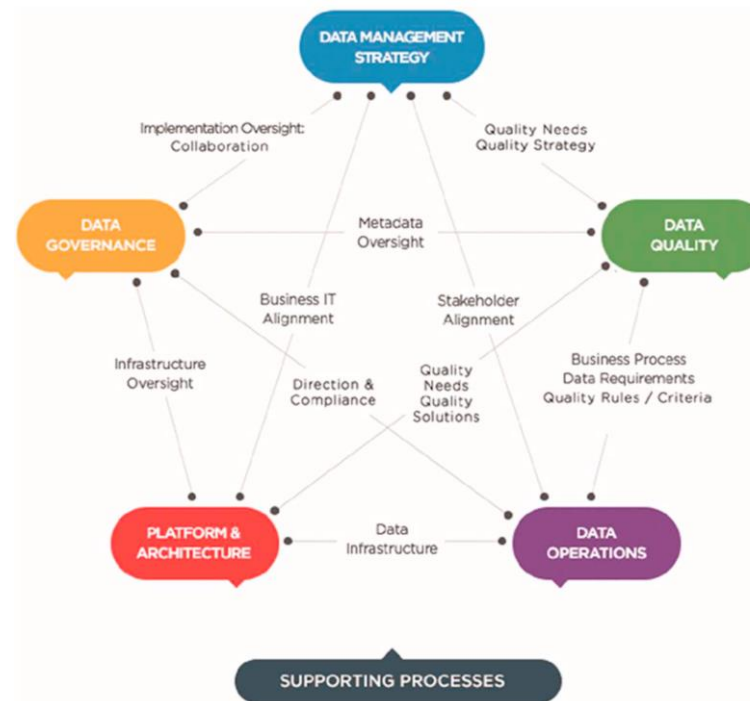 DATA MANAGEMENT
STRATEGY
Implementation Oversight:
Collaboration
Quality Needs
Quality Strategy
DATA
GOVERNANCE
Metadada
Oversight
DATA
QUALITY
Business IT
Alignment
Stakeholder
Alignment
Infrastructure
Oversight
Direction &
Compliance
Quality
Needs
Quality
Solutions
Business Process
Data Requirements
Quality Rules / Criteria
PLATFORM &
ARCHITECTURE
Data
Infrastructure
DATA
OPERATIONS
SUPPORTING PROCESSES